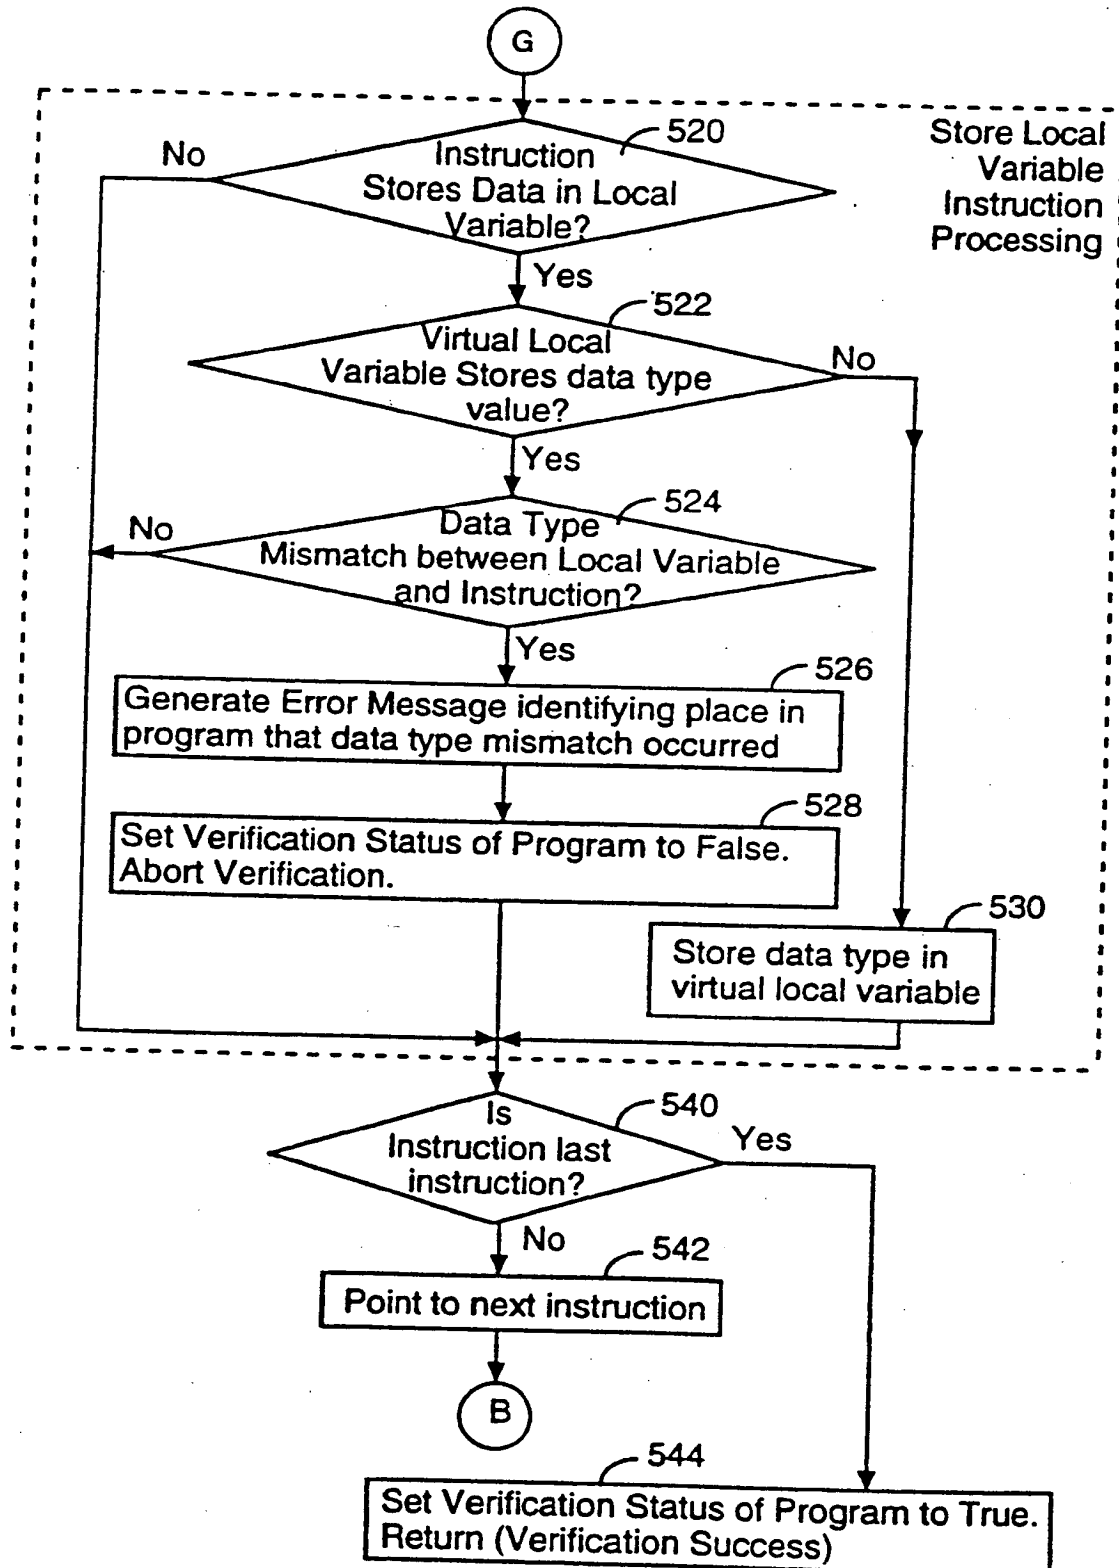 G
520
Store Local
Variable
Instruction
Processing
No
Instruction
Stores Data in Local
Variable?
Yes
522
Virtual Local
Variable Stores data type
value?
No
Yes
524
No
Data Type
Mismatch between Local Variable
and Instruction?
Yes
526
Generate Error Message identifying place in
program that data type mismatch occurred
528
Set Verification Status of Program to False.
Abort Verification.
530
Store data type in
virtual local variable
540
Is
Instruction last
instruction?
Yes
No
542
Point to next instruction
B
544
Set Verification Status of Program to True.
Return (Verification Success)